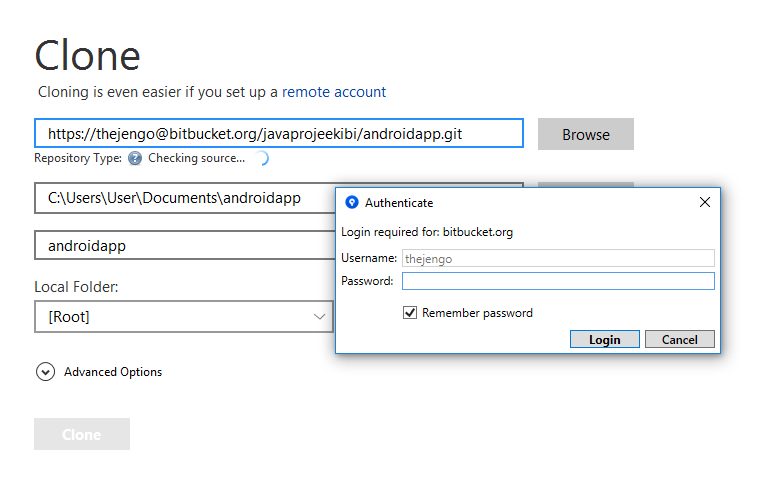 Clone
Cloning is even easier if you set up a remote account
https://thejengo@bitbucket.org/javaprojeekibi/androidapp.git
Browse
Repository Type: ? Checking source...
C:\Users\User\Documents\androidapp
androidapp
Local Folder:
[Root]
Advanced Options
Clone
Authenticate
Login required for: bitbucket.org
Username: thejengo
Password:
Remember password
Login Cancel